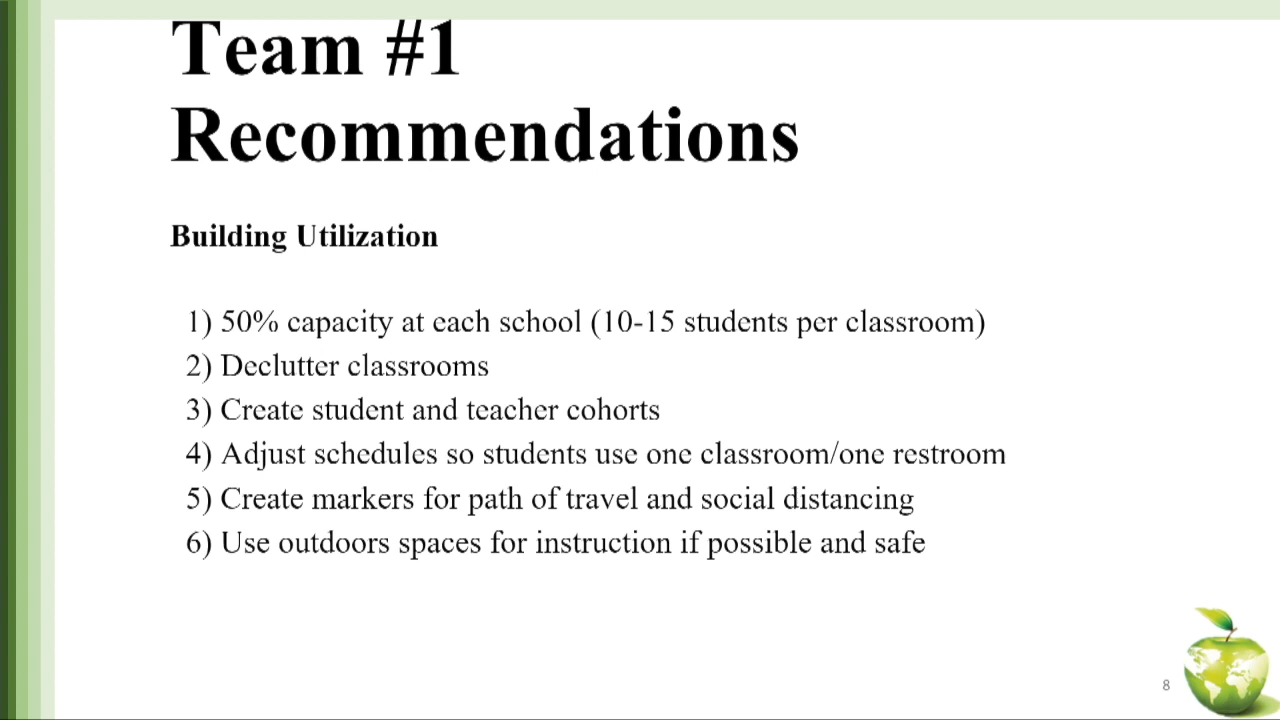 Team #1
Recommendations
Building Utilization
1) 50% capacity at each school (10-15 students per classroom)
2) Declutter classrooms
3) Create student and teacher cohorts
4) Adjust schedules so students use one classroom/one restroom
5) Create markers for path of travel and social distancing
6) Use outdoors spaces for instruction if possible and safe
8